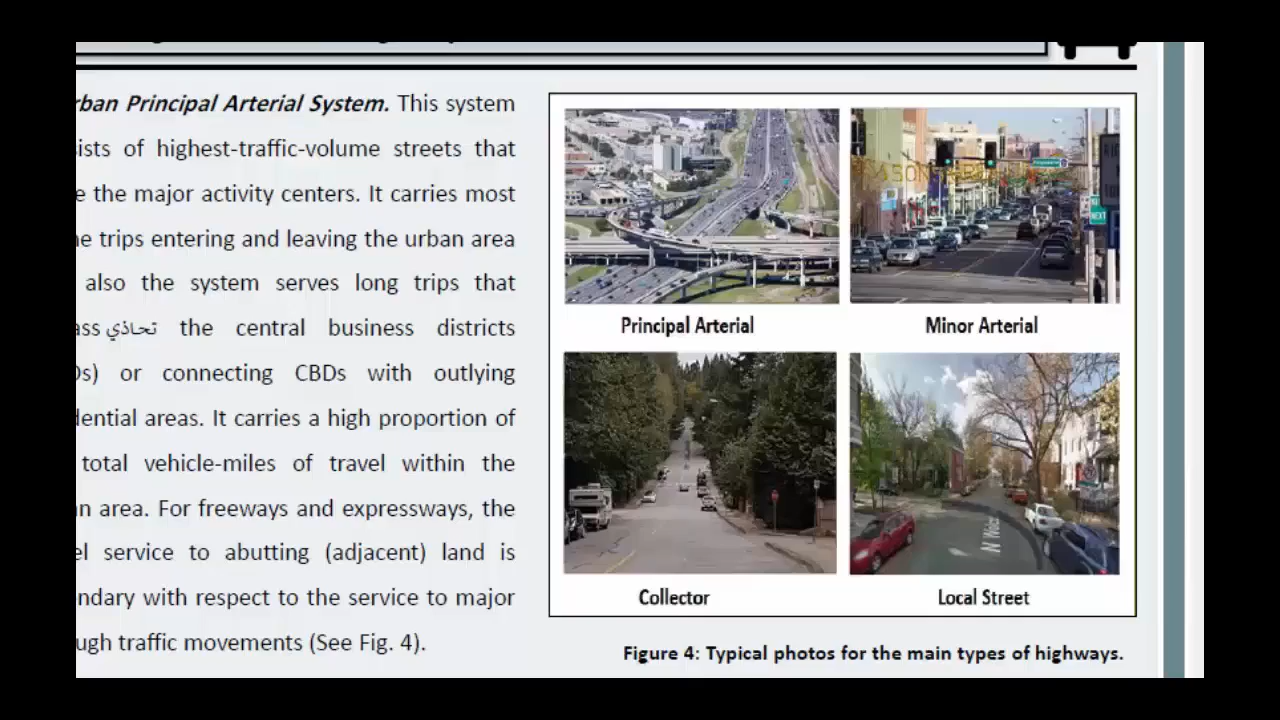 rban Principal Arterial System. This system
ists of highest-traffic-volume streets that
e the major activity centers. It carries most
e trips entering and leaving the urban area
also the system serves long trips that
ass تحاذي the central business districts
Ds) or connecting CBDs with outlying
dential areas. It carries a high proportion of
total vehicle-miles of travel within the
n area. For freeways and expressways, the
el service to abutting (adjacent) land is
ndary with respect to the service to major
ugh traffic movements (See Fig. 4).
NEXT
Principal Arterial
Minor Arterial
Collector
Local Street
Figure 4: Typical photos for the main types of highways.